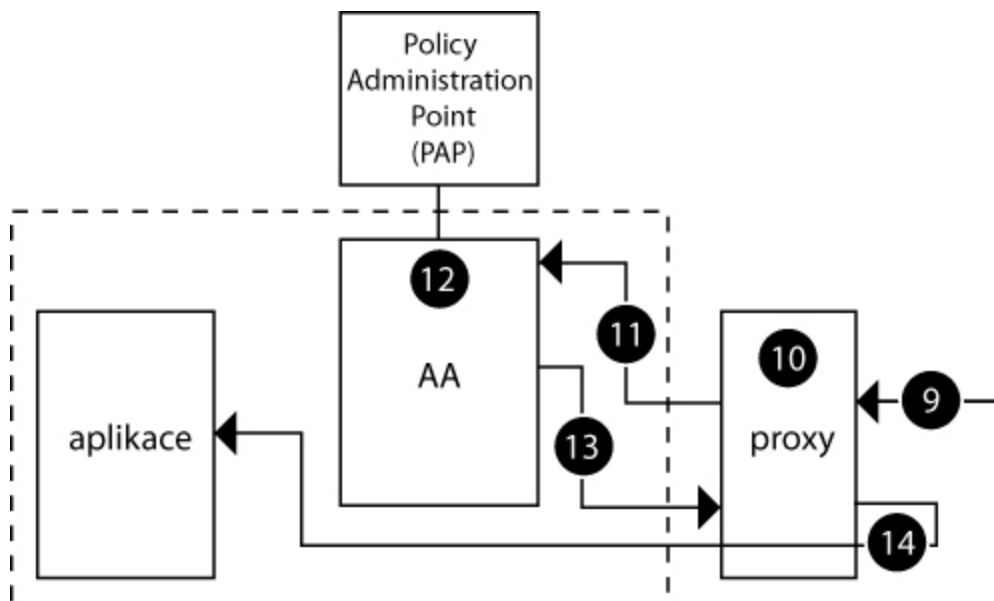 Policy
Administration
Point
(PAP)
12
AA
11
13
10
proxy
9
14
aplikace